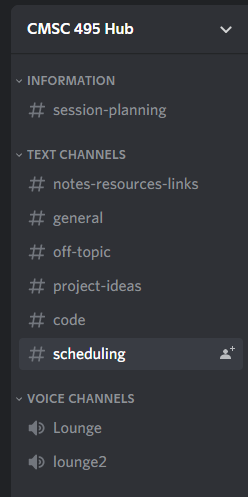 CMSC 495 Hub
INFORMATION
session-planning
TEXT CHANNELS
notes-resources-links
general
off-topic
project-ideas
code
scheduling
VOICE CHANNELS
Lounge
lounge2